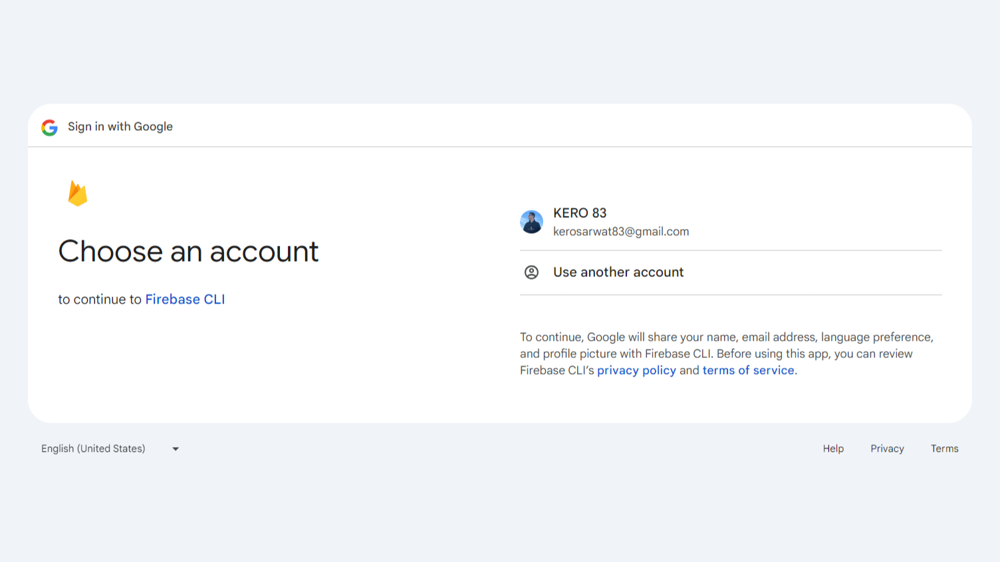 Sign in with Google
Choose an account
to continue to Firebase CLI
KERO 83
kerosarwat83@gmail.com
Use another account
To continue, Google will share your name, email address, language preference,
and profile picture with Firebase CLI. Before using this app, you can review
Firebase CLI’s privacy policy and terms of service.
English (United States)
Help
Privacy
Terms